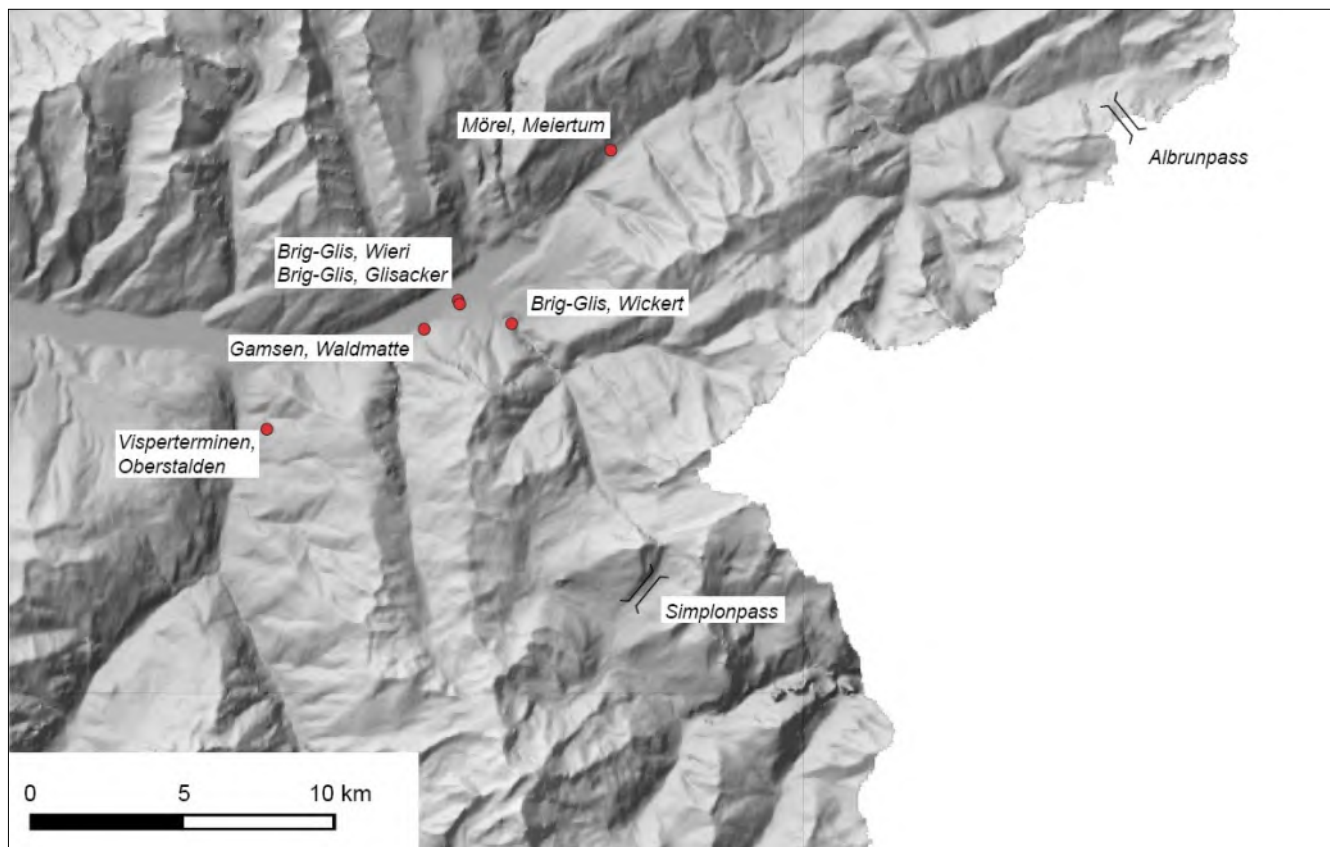 Mörel, Meiertum
Albrunpass
Brig-Glis, Wieri
Brig-Glis, Glisacker
Brig-Glis, Wickert
Gamsen, Waldmatte
Visperterminen,
Oberstalden
Simplonpass
0 5 10 km